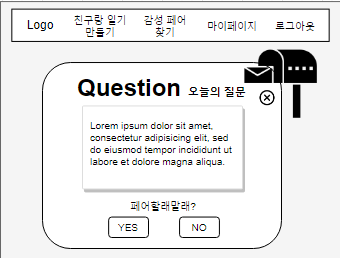 Logo
친구랑 일기
만들기
감성 페어
찾기
마이페이지
로그아웃
Question 오늘의 질문
Lorem ipsum dolor sit amet,
consectetur adipisicing elit, sed
do eiusmod tempor incididunt ut
labore et dolore magna aliqua.
페어할래말래?
YES
NO